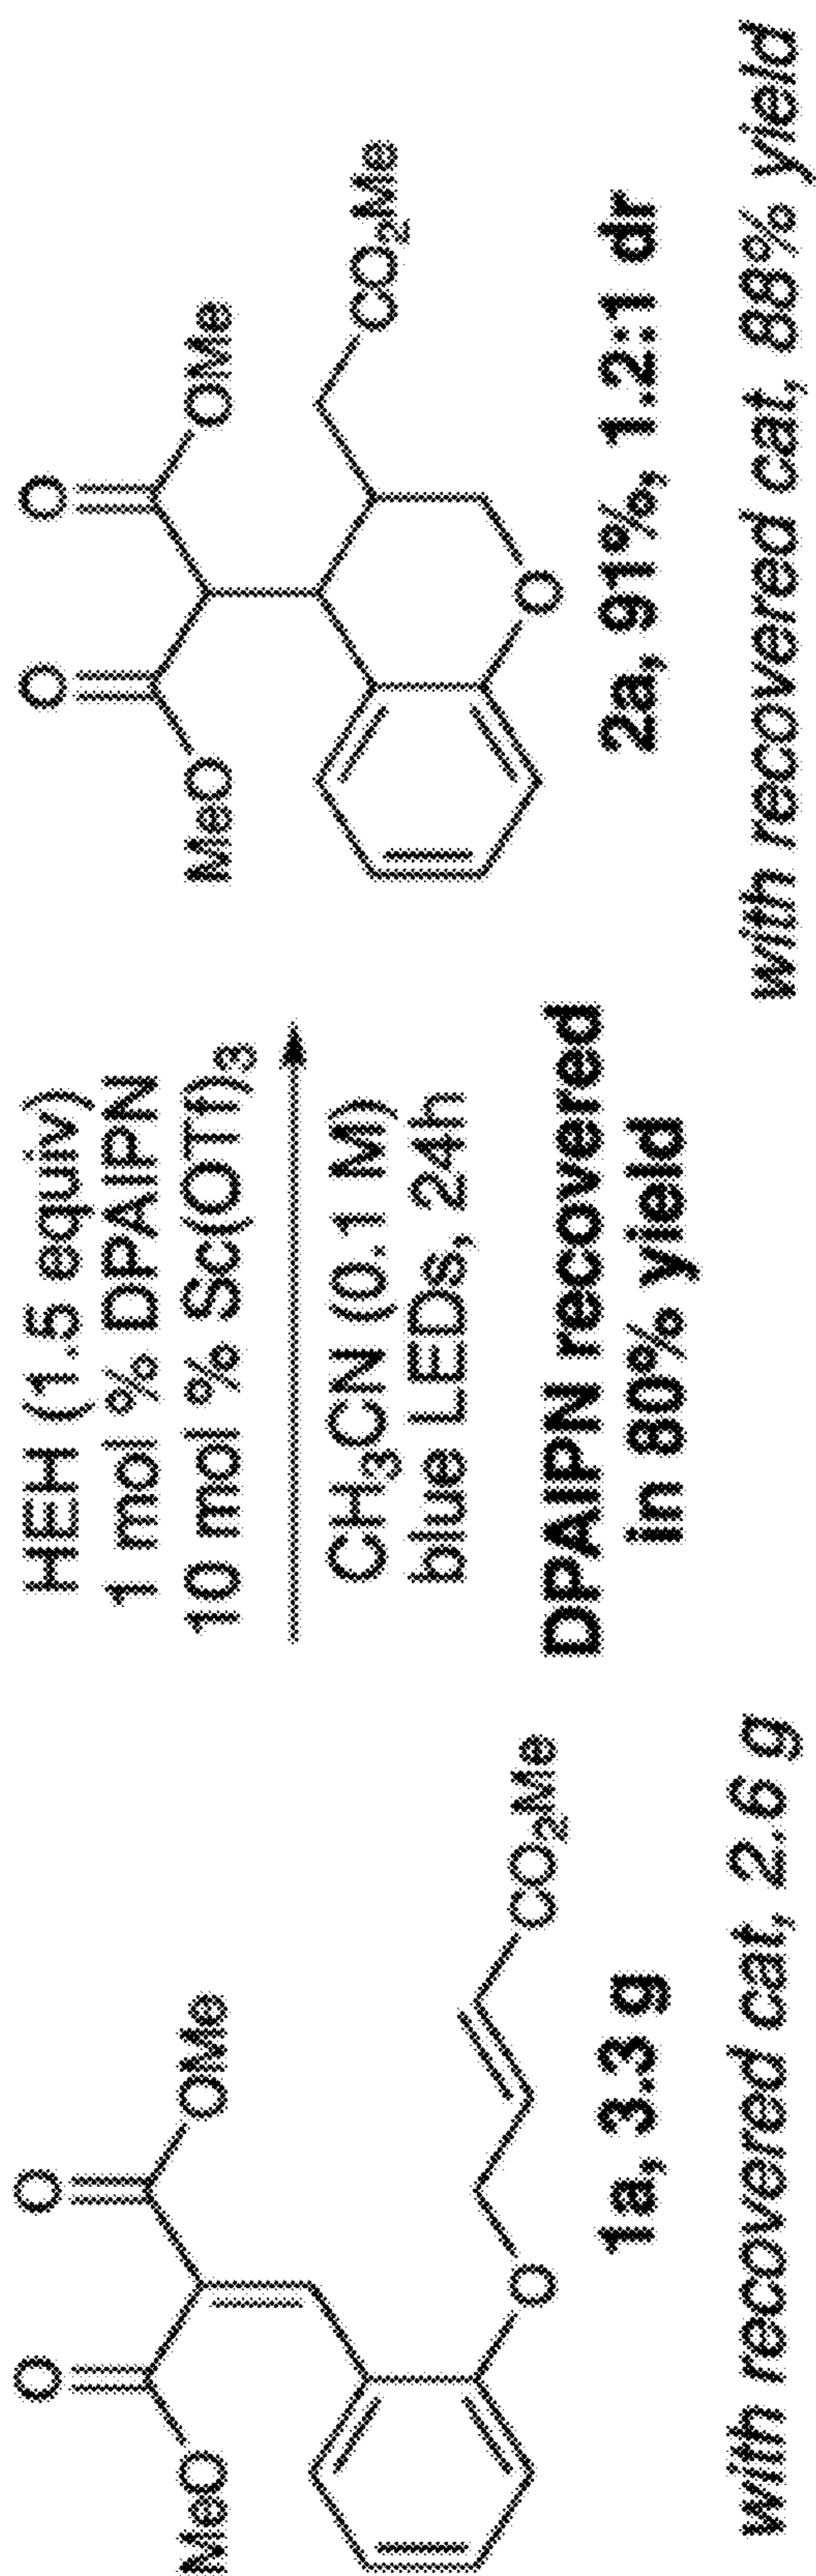 O
O
MeO
OMe
O
CO2Me
1a, 3.3 g
with recovered cat, 2.6 g
HEH (1.5 equiv)
1 mol % DPAIPN
10 mol % Sc(OTf)3
CH3CN (0.1 M)
blue LEDs, 24h
DPAIPN recovered
in 80% yield
O
O
MeO
OMe
CO2Me
O
2a, 91%, 1.2:1 dr
with recovered cat, 88% yield